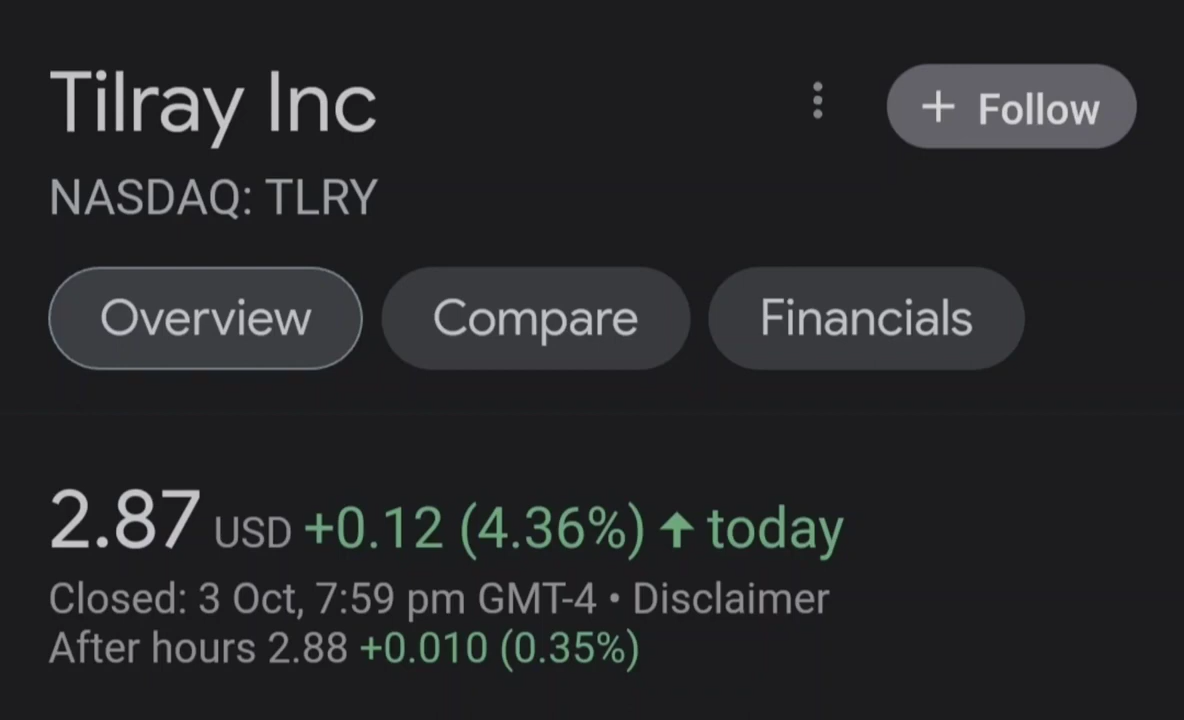 Tilray Inc
+ Follow
NASDAQ: TLRY
Overview Compare Financials
2.87 USD +0.12 (4.36%) ↑ today
Closed: 3 Oct, 7:59 pm GMT-4 • Disclaimer
After hours 2.88 +0.010 (0.35%)